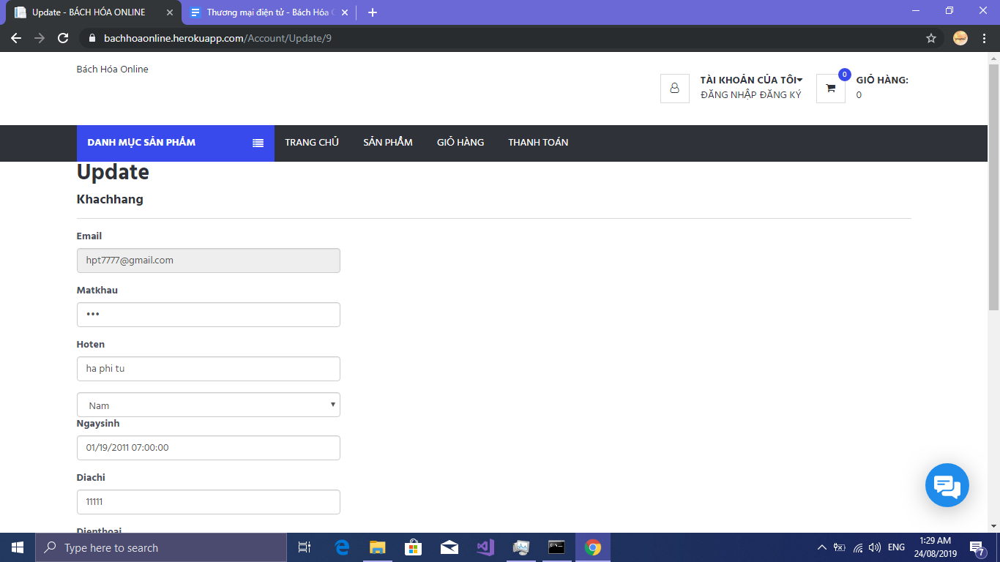 Update - BÁCH HÓA ONLINE
Thương mại điện tử - Bách Hóa
bachhoaonline.herokuapp.com/Account/Update/9
Bách Hóa Online
TÀI KHOẢN CỦA TÔI
ĐĂNG NHẬP ĐĂNG KÝ
0
GIỎ HÀNG:
0
DANH MỤC SẢN PHẨM
TRANG CHỦ
SẢN PHẨM
GIỎ HÀNG
THANH TOÁN
Update
Khachhang
Email
hpt7777@gmail.com
Matkhau
•••
Hoten
ha phi tu
Nam
Ngaysinh
01/19/2011 07:00:00
Diachi
11111
Dienthoai
Type here to search
ENG
1:29 AM
24/08/2019
7